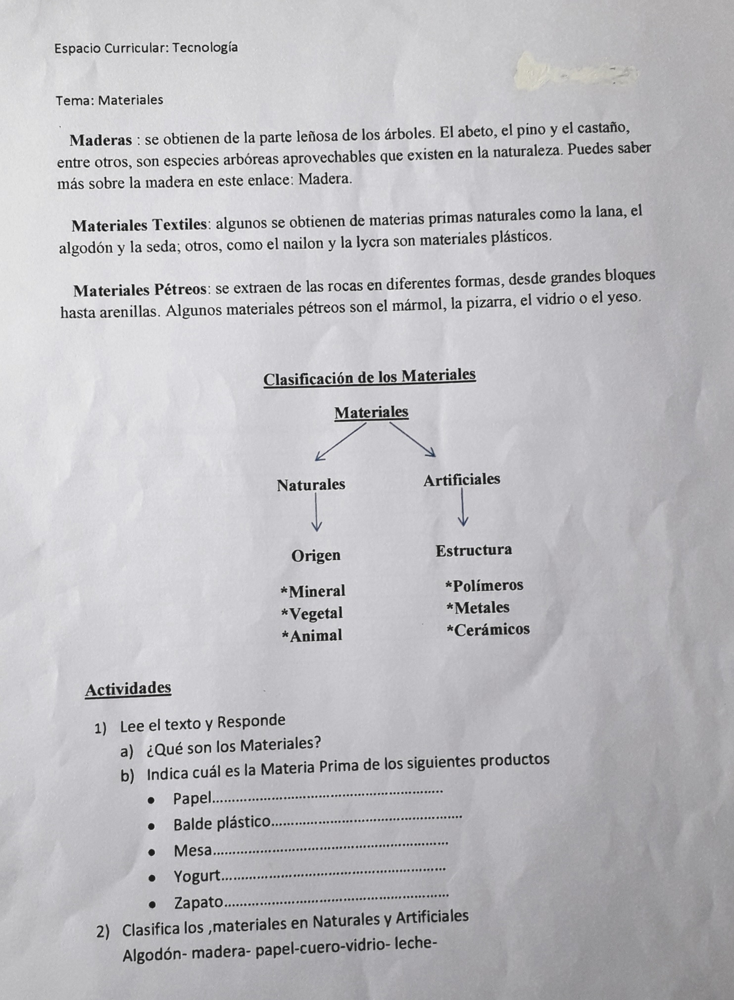 Espacio Curricular: Tecnología
Tema: Materiales
Maderas : se obtienen de la parte leñosa de los árboles. El abeto, el pino y el castaño,
entre otros, son especies arbóreas aprovechables que existen en la naturaleza. Puedes saber
más sobre la madera en este enlace: Madera.
Materiales Textiles: algunos se obtienen de materias primas naturales como la lana, el
algodón y la seda; otros, como el nailon y la lycra son materiales plásticos.
Materiales Pétreos: se extraen de las rocas en diferentes formas, desde grandes bloques
hasta arenillas. Algunos materiales pétreos son el mármol, la pizarra, el vidrio o el yeso.
Clasificación de los Materiales
Materiales
Naturales Artificiales
Origen Estructura
*Mineral *Polímeros
*Vegetal *Metales
*Animal *Cerámicos
Actividades
1) Lee el texto y Responde
a) ¿Qué son los Materiales?
b) Indica cuál es la Materia Prima de los siguientes productos
• Papel..........................................................
• Balde plástico................................................
• Mesa...........................................................
• Yogurt.........................................................
• Zapato.........................................................
2) Clasifica los ,materiales en Naturales y Artificiales
Algodón- madera- papel-cuero-vidrio- leche-